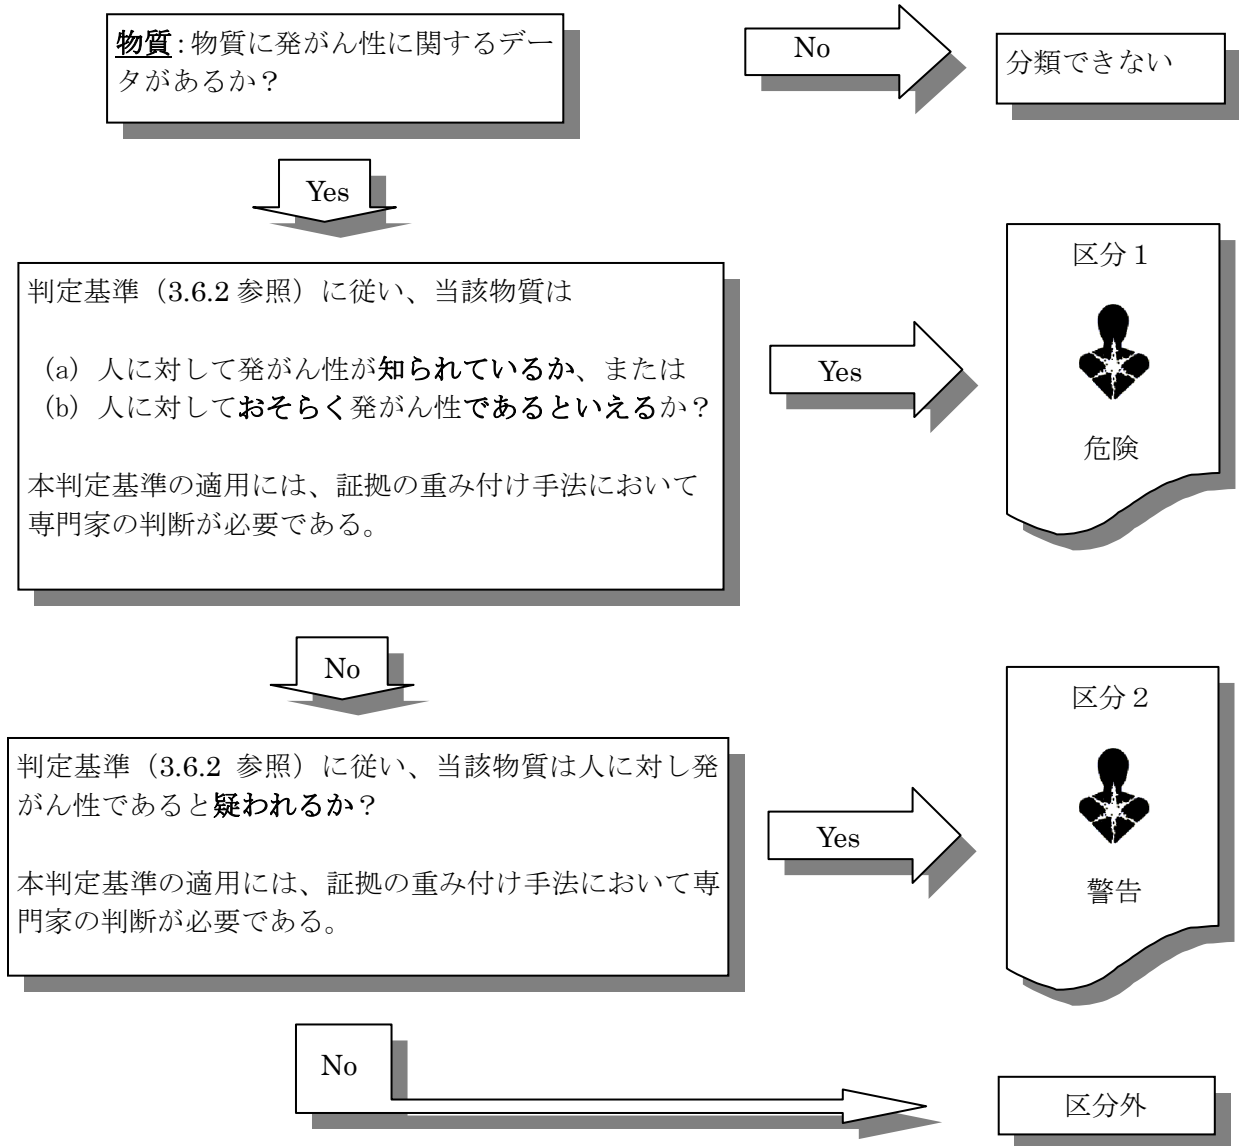 物質：物質に発がん性に関するデー
タがあるか？
No
分類できない
Yes
判定基準（3.6.2 参照）に従い、当該物質は
(a) 人に対して発がん性が知られているか、または
(b) 人に対しておそらく発がん性であるといえるか？
本判定基準の適用には、証拠の重み付け手法において
専門家の判断が必要である。
Yes
区分１
危険
No
判定基準（3.6.2 参照）に従い、当該物質は人に対し発
がん性であると疑われるか？
本判定基準の適用には、証拠の重み付け手法において専
門家の判断が必要である。
Yes
区分２
警告
No
区分外